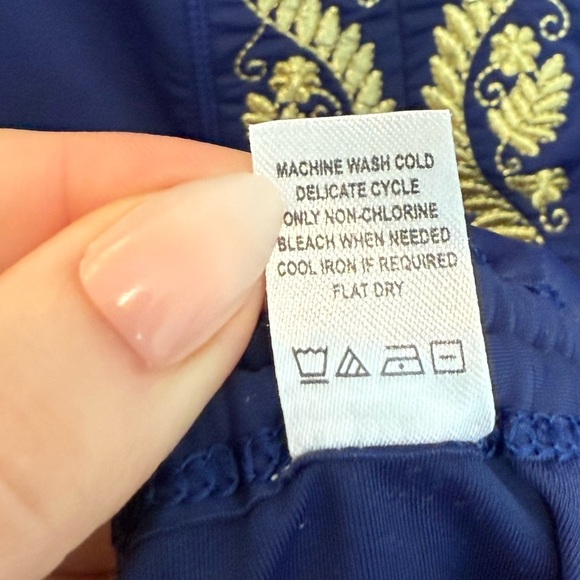 MACHINE WASH COLD
DELICATE CYCLE
ONLY NON-CHLORINE
BLEACH WHEN NEEDED
COOL IRON IF REQUIRED
FLAT DRY